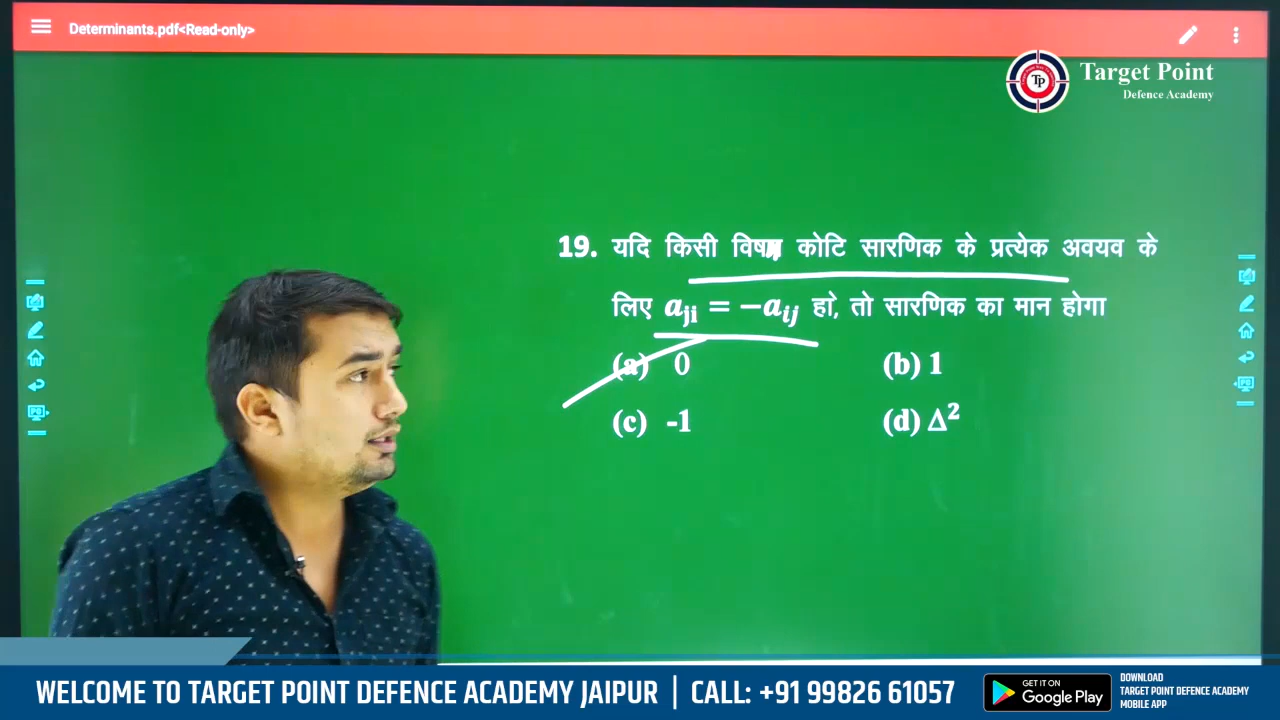 Determinants.pdf<Read-only>
TP
Target Point
Defence Academy
19. यदि किसी विषम कोटि सारणिक के प्रत्येक अवयव के
लिए aⱼᵢ = −aᵢⱼ हो, तो सारणिक का मान होगा
(a) 0 (b) 1
(c) -1 (d) Δ²
WELCOME TO TARGET POINT DEFENCE ACADEMY JAIPUR | CALL: +91 99826 61057
GET IT ON
Google Play
DOWNLOAD
TARGET POINT DEFENCE ACADEMY
MOBILE APP